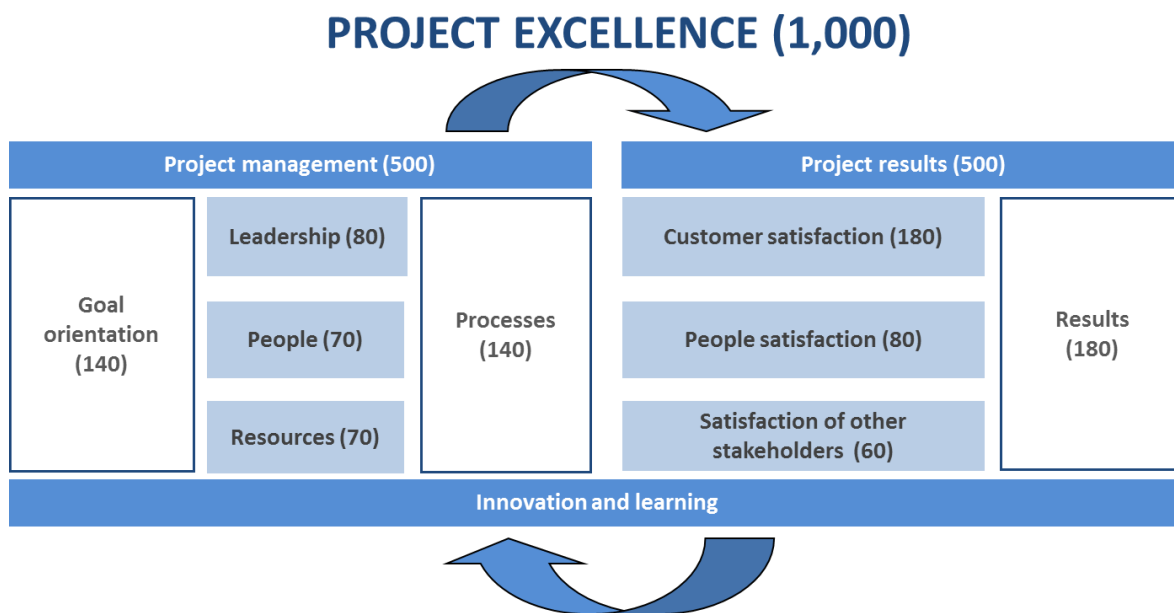 PROJECT EXCELLENCE (1,000)
Project management (500)
Project results (500)
Goal
orientation
(140)
Leadership (80)
People (70)
Resources (70)
Processes
(140)
Customer satisfaction (180)
People satisfaction (80)
Satisfaction of other
stakeholders (60)
Results
(180)
Innovation and learning